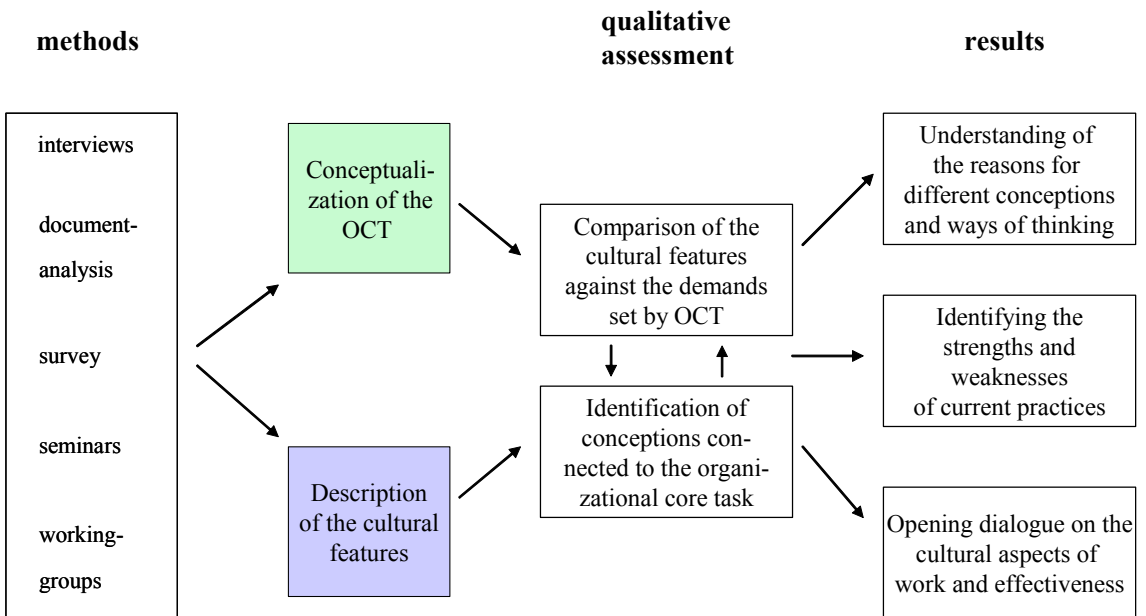 methods
qualitative
assessment
results
interviews
document-
analysis
survey
seminars
working-
groups
Conceptuali-
zation of the
OCT
Description
of the cultural
features
Comparison of the
cultural features
against the demands
set by OCT
Identification of
conceptions con-
nected to the organi-
zational core task
Understanding of
the reasons for
different conceptions
and ways of thinking
Identifying the
strengths and
weaknesses
of current practices
Opening dialogue on the
cultural aspects of
work and effectiveness